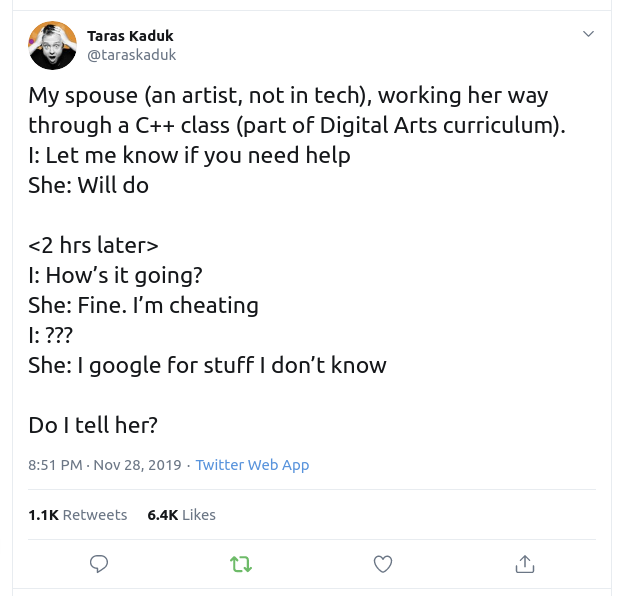 Taras Kaduk
@taraskaduk
My spouse (an artist, not in tech), working her way
through a C++ class (part of Digital Arts curriculum).
I: Let me know if you need help
She: Will do
<2 hrs later>
I: How’s it going?
She: Fine. I’m cheating
I: ???
She: I google for stuff I don’t know
Do I tell her?
8:51 PM · Nov 28, 2019 · Twitter Web App
1.1K Retweets 6.4K Likes